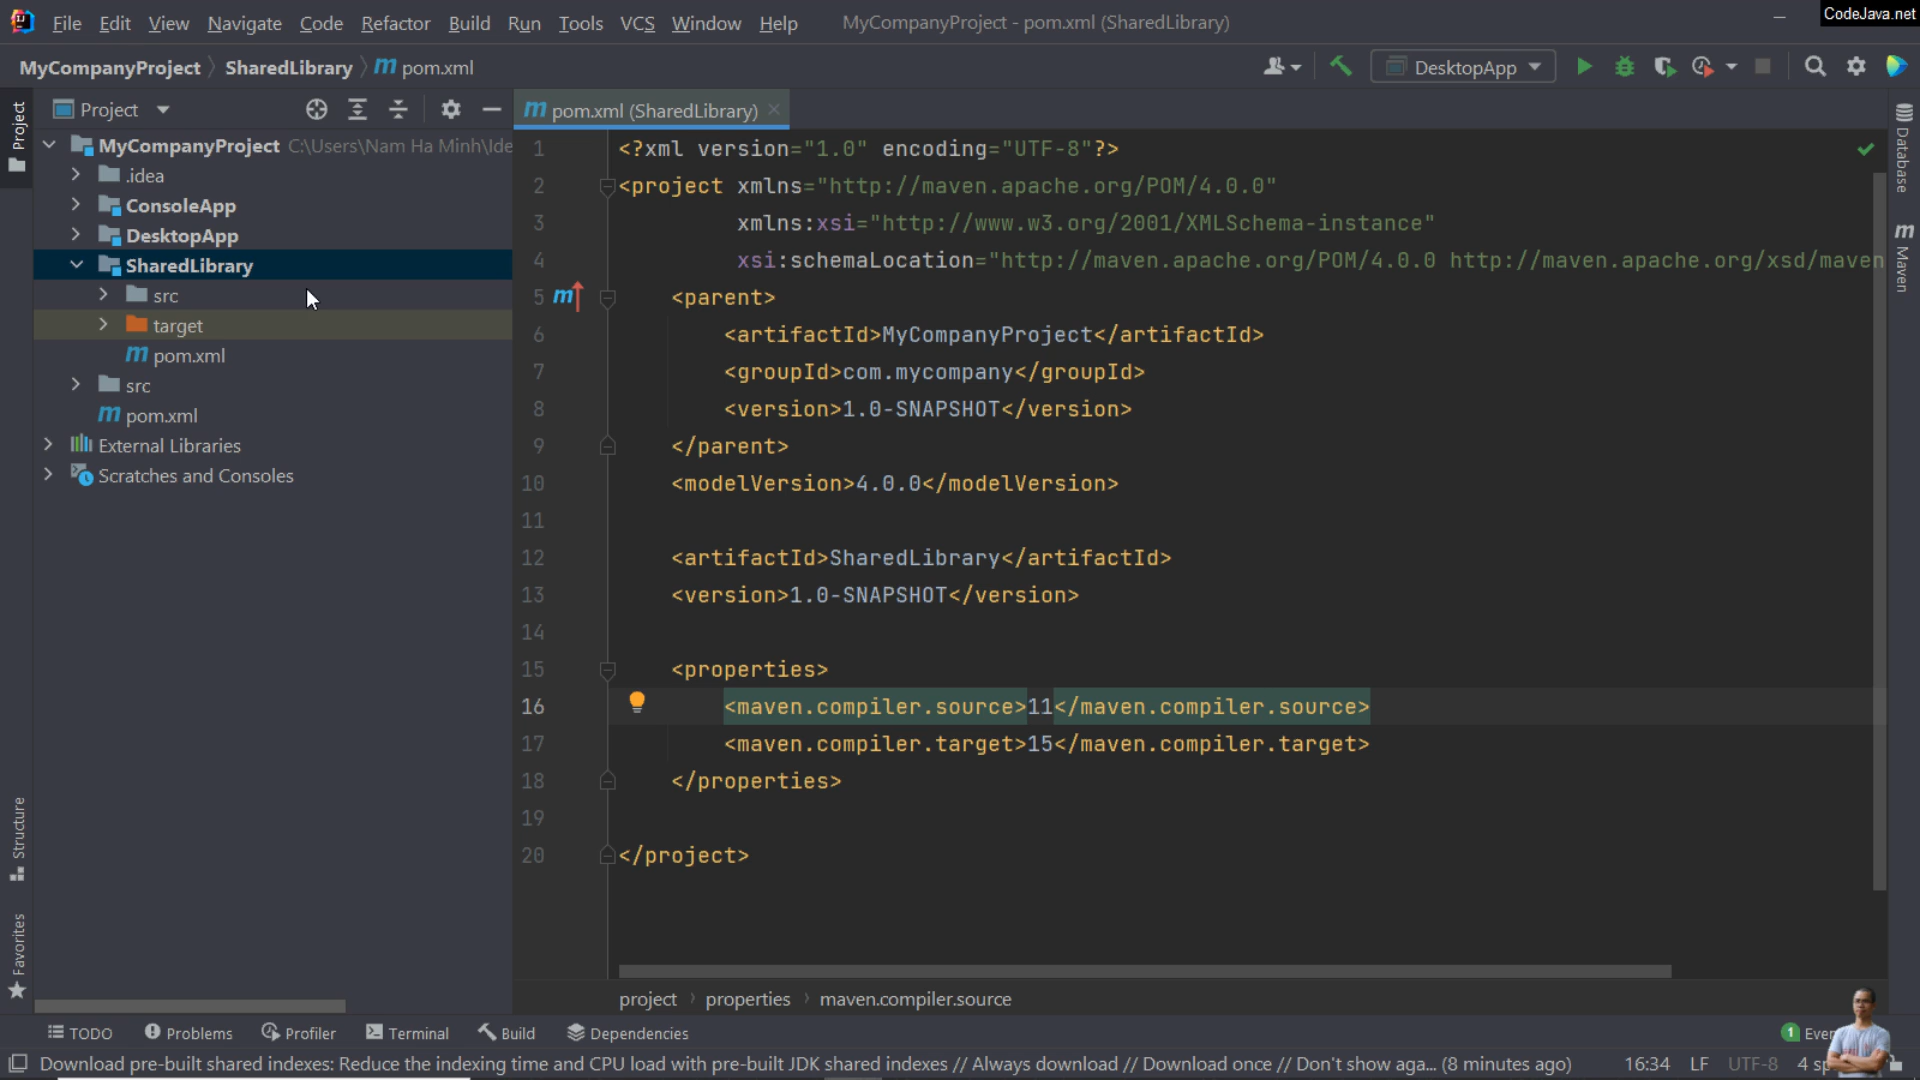 File Edit View Navigate Code Refactor Build Run Tools VCS Window Help MyCompanyProject - pom.xml (SharedLibrary)
CodeJava.net
MyCompanyProject SharedLibrary m pom.xml
DesktopApp
Project
Project
pom.xml (SharedLibrary)
MyCompanyProject C:\Users\Nam Ha Minh\Ide
.idea
ConsoleApp
DesktopApp
SharedLibrary
src
target
pom.xml
src
pom.xml
External Libraries
Scratches and Consoles
Structure
Favorites
1 <?xml version="1.0" encoding="UTF-8"?>
2 <project xmlns="http://maven.apache.org/POM/4.0.0"
3 xmlns:xsi="http://www.w3.org/2001/XMLSchema-instance"
4 xsi:schemaLocation="http://maven.apache.org/POM/4.0.0 http://maven.apache.org/xsd/maven
5 <parent>
6 <artifactId>MyCompanyProject</artifactId>
7 <groupId>com.mycompany</groupId>
8 <version>1.0-SNAPSHOT</version>
9 </parent>
10 <modelVersion>4.0.0</modelVersion>
11
12 <artifactId>SharedLibrary</artifactId>
13 <version>1.0-SNAPSHOT</version>
14
15 <properties>
16 <maven.compiler.source>11</maven.compiler.source>
17 <maven.compiler.target>15</maven.compiler.target>
18 </properties>
19
20 </project>
Database
Maven
project properties maven.compiler.source
TODO Problems Profiler Terminal Build Dependencies
1
Download pre-built shared indexes: Reduce the indexing time and CPU load with pre-built JDK shared indexes // Always download // Download once // Don't show aga... (8 minutes ago) 16:34 LF UTF-8 4